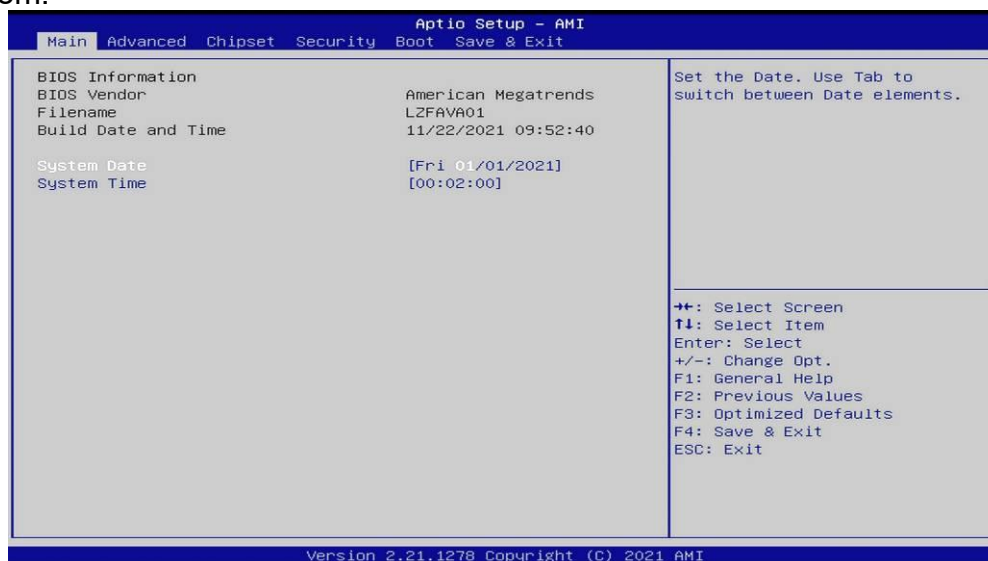 om.
Aptio Setup – AMI
Main Advanced Chipset Security Boot Save & Exit
BIOS Information
BIOS Vendor American Megatrends
Filename LZFAVA01
Build Date and Time 11/22/2021 09:52:40
System Date [Fri 01/01/2021]
System Time [00:02:00]
Set the Date. Use Tab to
switch between Date elements.
→←: Select Screen
↑↓: Select Item
Enter: Select
+/-: Change Opt.
F1: General Help
F2: Previous Values
F3: Optimized Defaults
F4: Save & Exit
ESC: Exit
Version 2.21.1278 Copyright (C) 2021 AMI